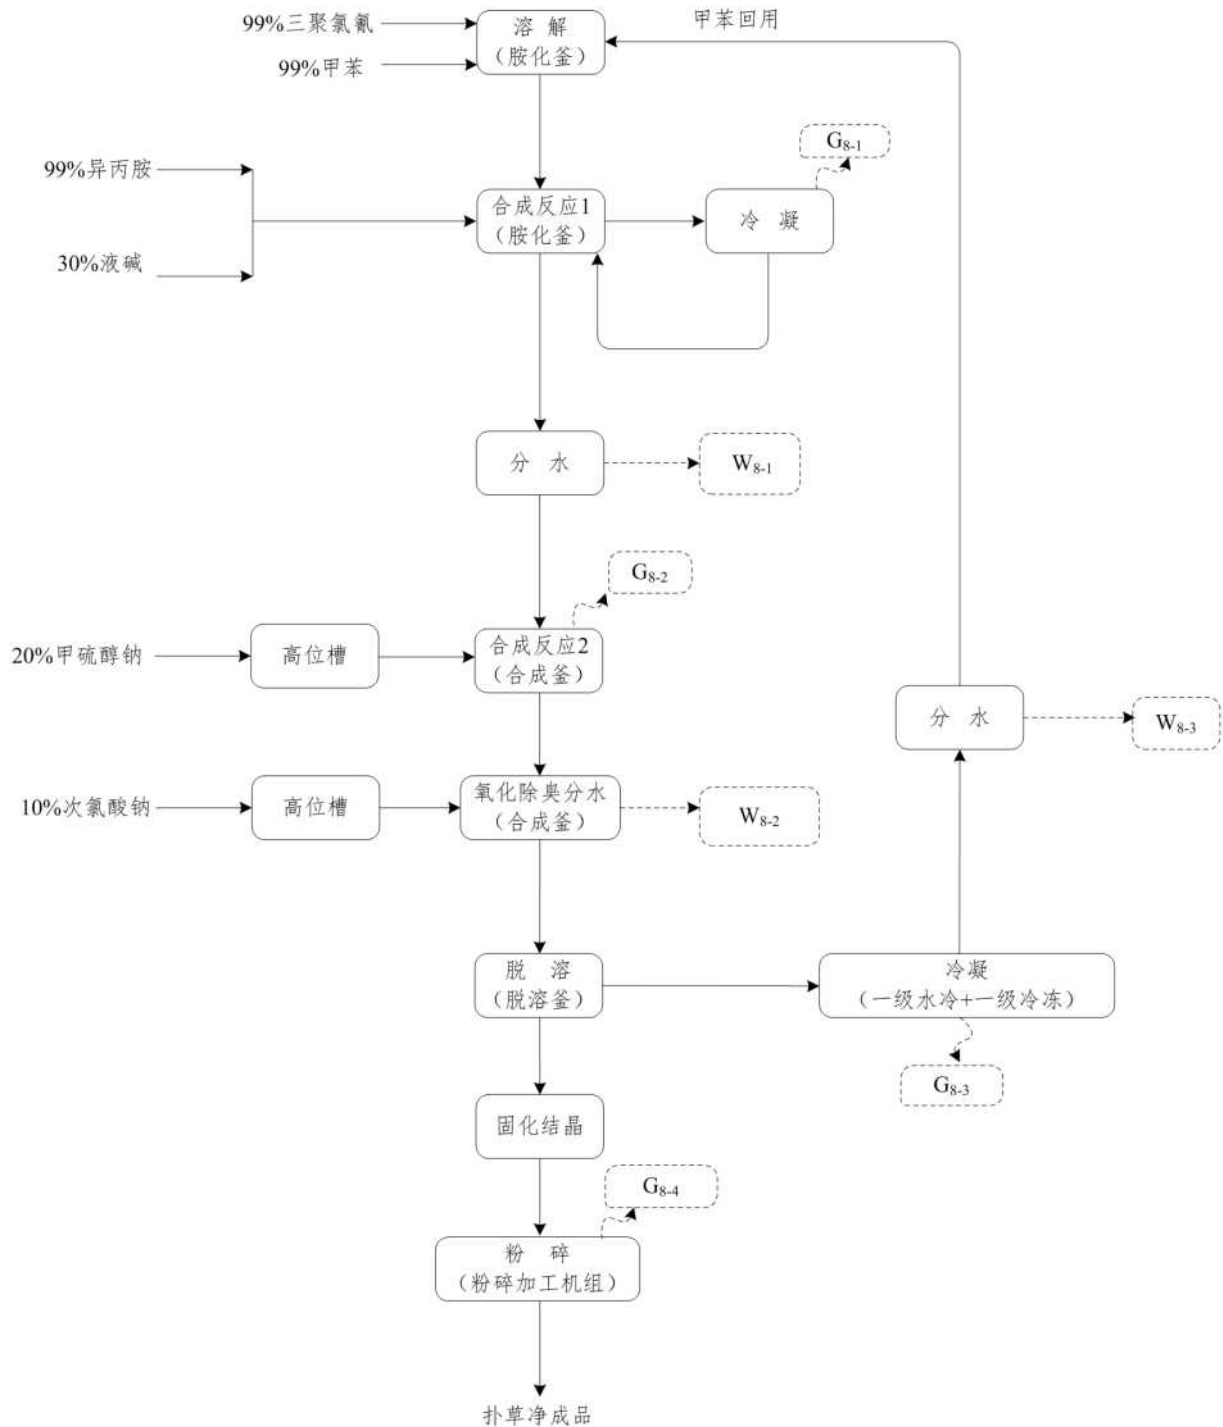 甲苯回用
99%三聚氯氰
溶 解
(胺化釜)
99%甲苯
G8-1
99%异丙胺
合成反应1
(胺化釜)
冷 凝
30%液碱
分 水
W8-1
G8-2
20%甲硫醇钠
高位槽
合成反应2
(合成釜)
分 水
W8-3
10%次氯酸钠
高位槽
氧化除臭分水
(合成釜)
W8-2
脱 溶
(脱溶釜)
冷凝
(一级水冷+一级冷冻)
G8-3
固化结晶
G8-4
粉 碎
(粉碎加工机组)
扑草净成品